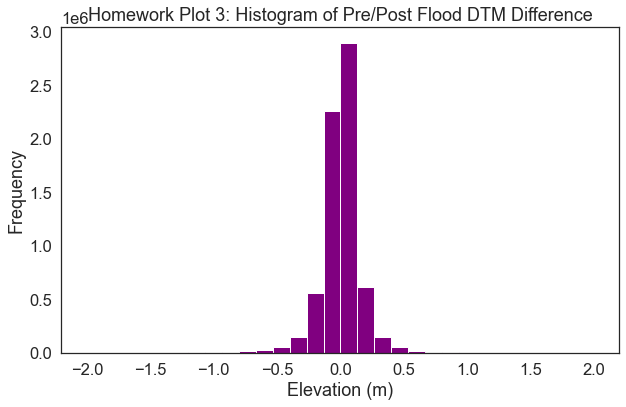 Homework Plot 3: Histogram of Pre/Post Flood DTM Difference
1e6
3.0
2.5
2.0
1.5
1.0
0.5
0.0
Frequency
−2.0 −1.5 −1.0 −0.5 0.0 0.5 1.0 1.5 2.0
Elevation (m)